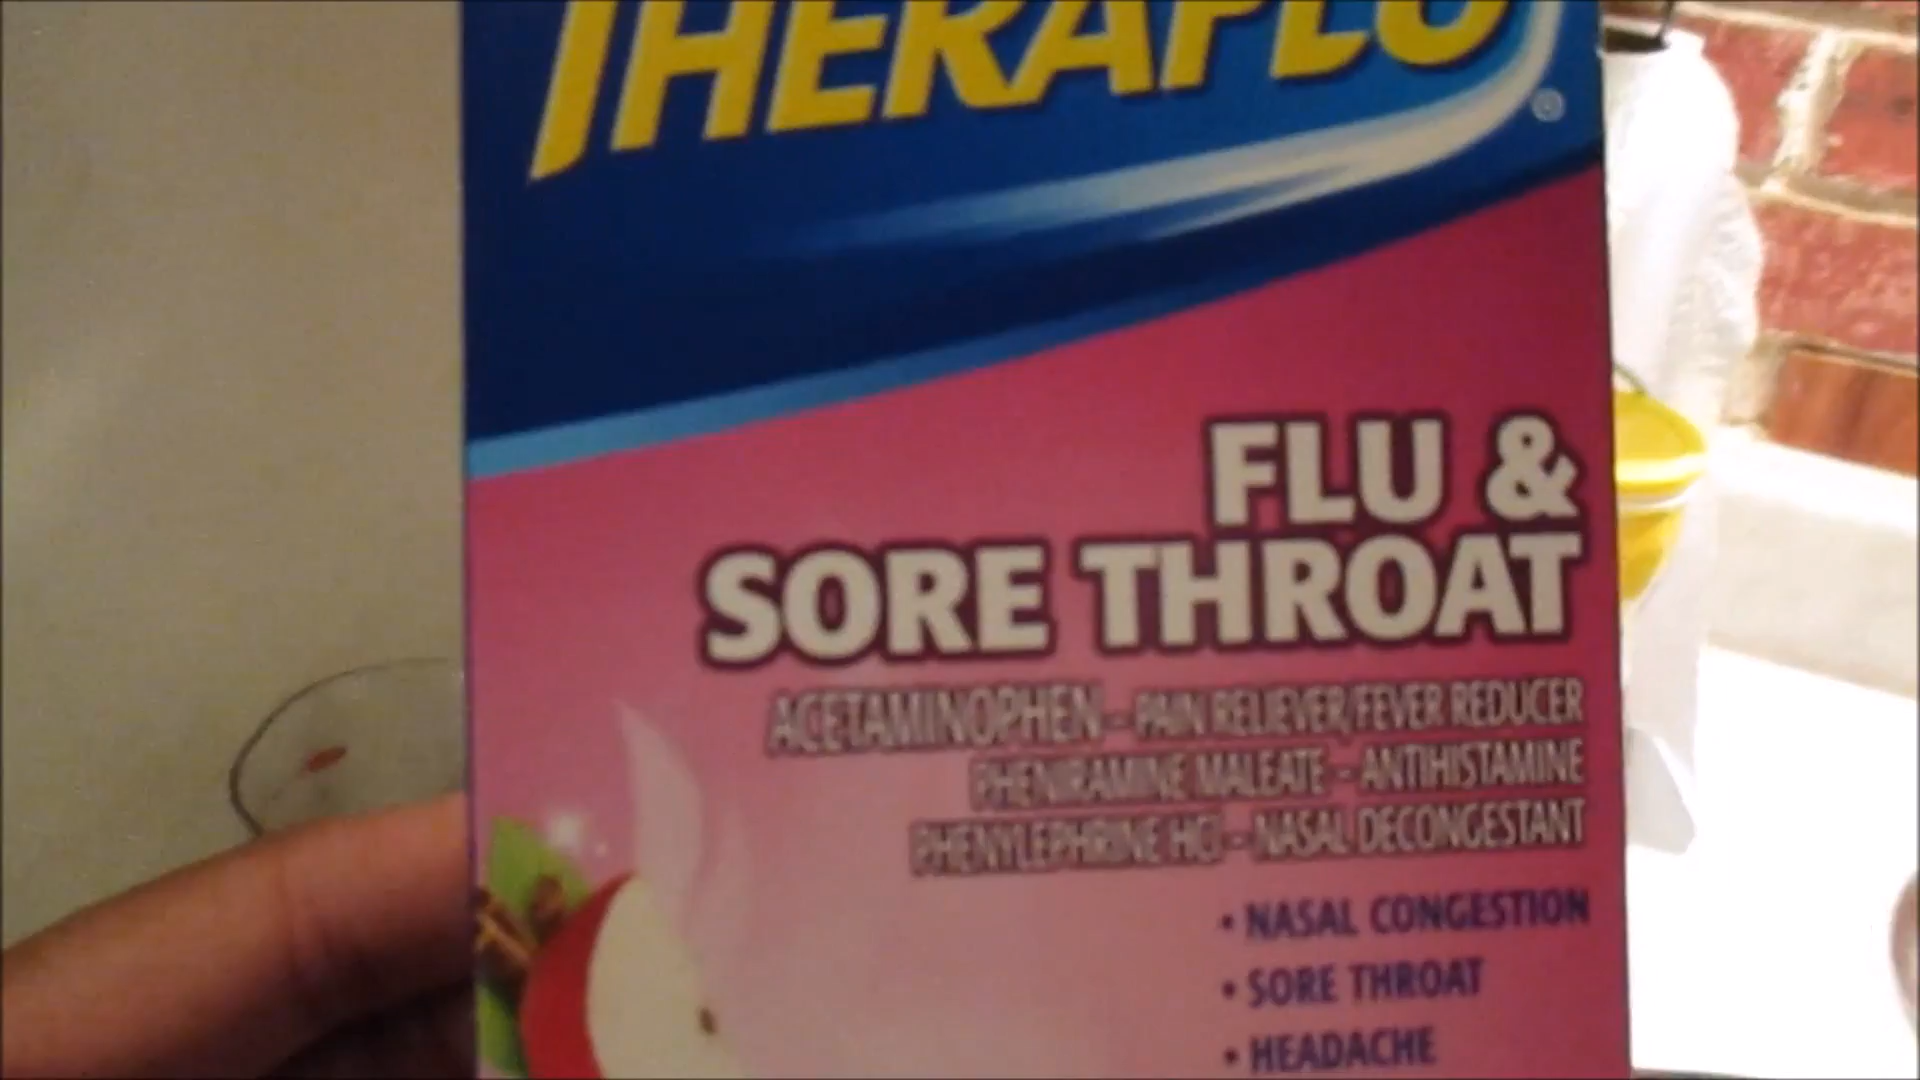 THERAFLU
®
FLU &
SORE THROAT
ACETAMINOPHEN - PAIN RELIEVER/FEVER REDUCER
PHENIRAMINE MALEATE - ANTIHISTAMINE
PHENYLEPHRINE HCl - NASAL DECONGESTANT
• NASAL CONGESTION
• SORE THROAT
• HEADACHE